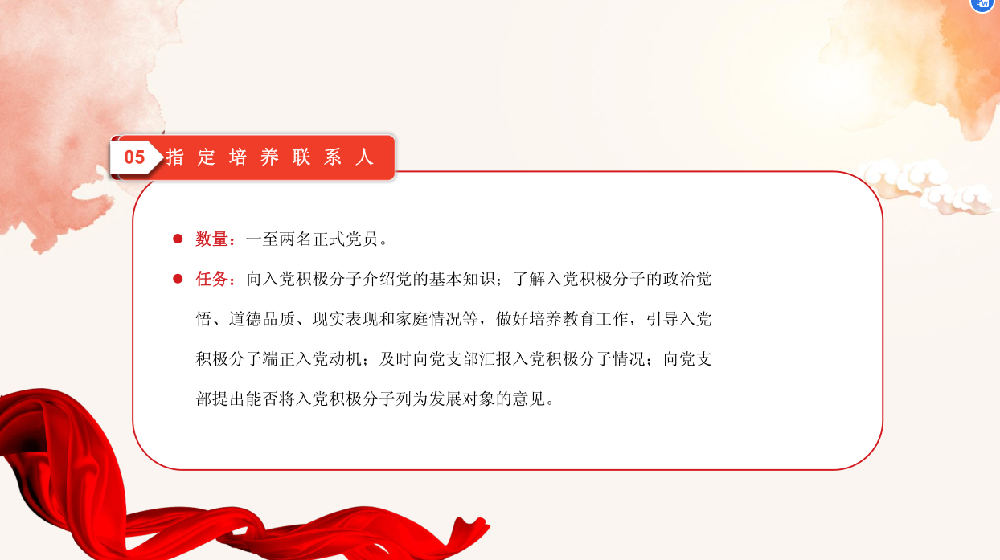 05 指定培养联系人
数量：一至两名正式党员。
任务：向入党积极分子介绍党的基本知识；了解入党积极分子的政治觉
悟、道德品质、现实表现和家庭情况等，做好培养教育工作，引导入党
积极分子端正入党动机；及时向党支部汇报入党积极分子情况；向党支
部提出能否将入党积极分子列为发展对象的意见。